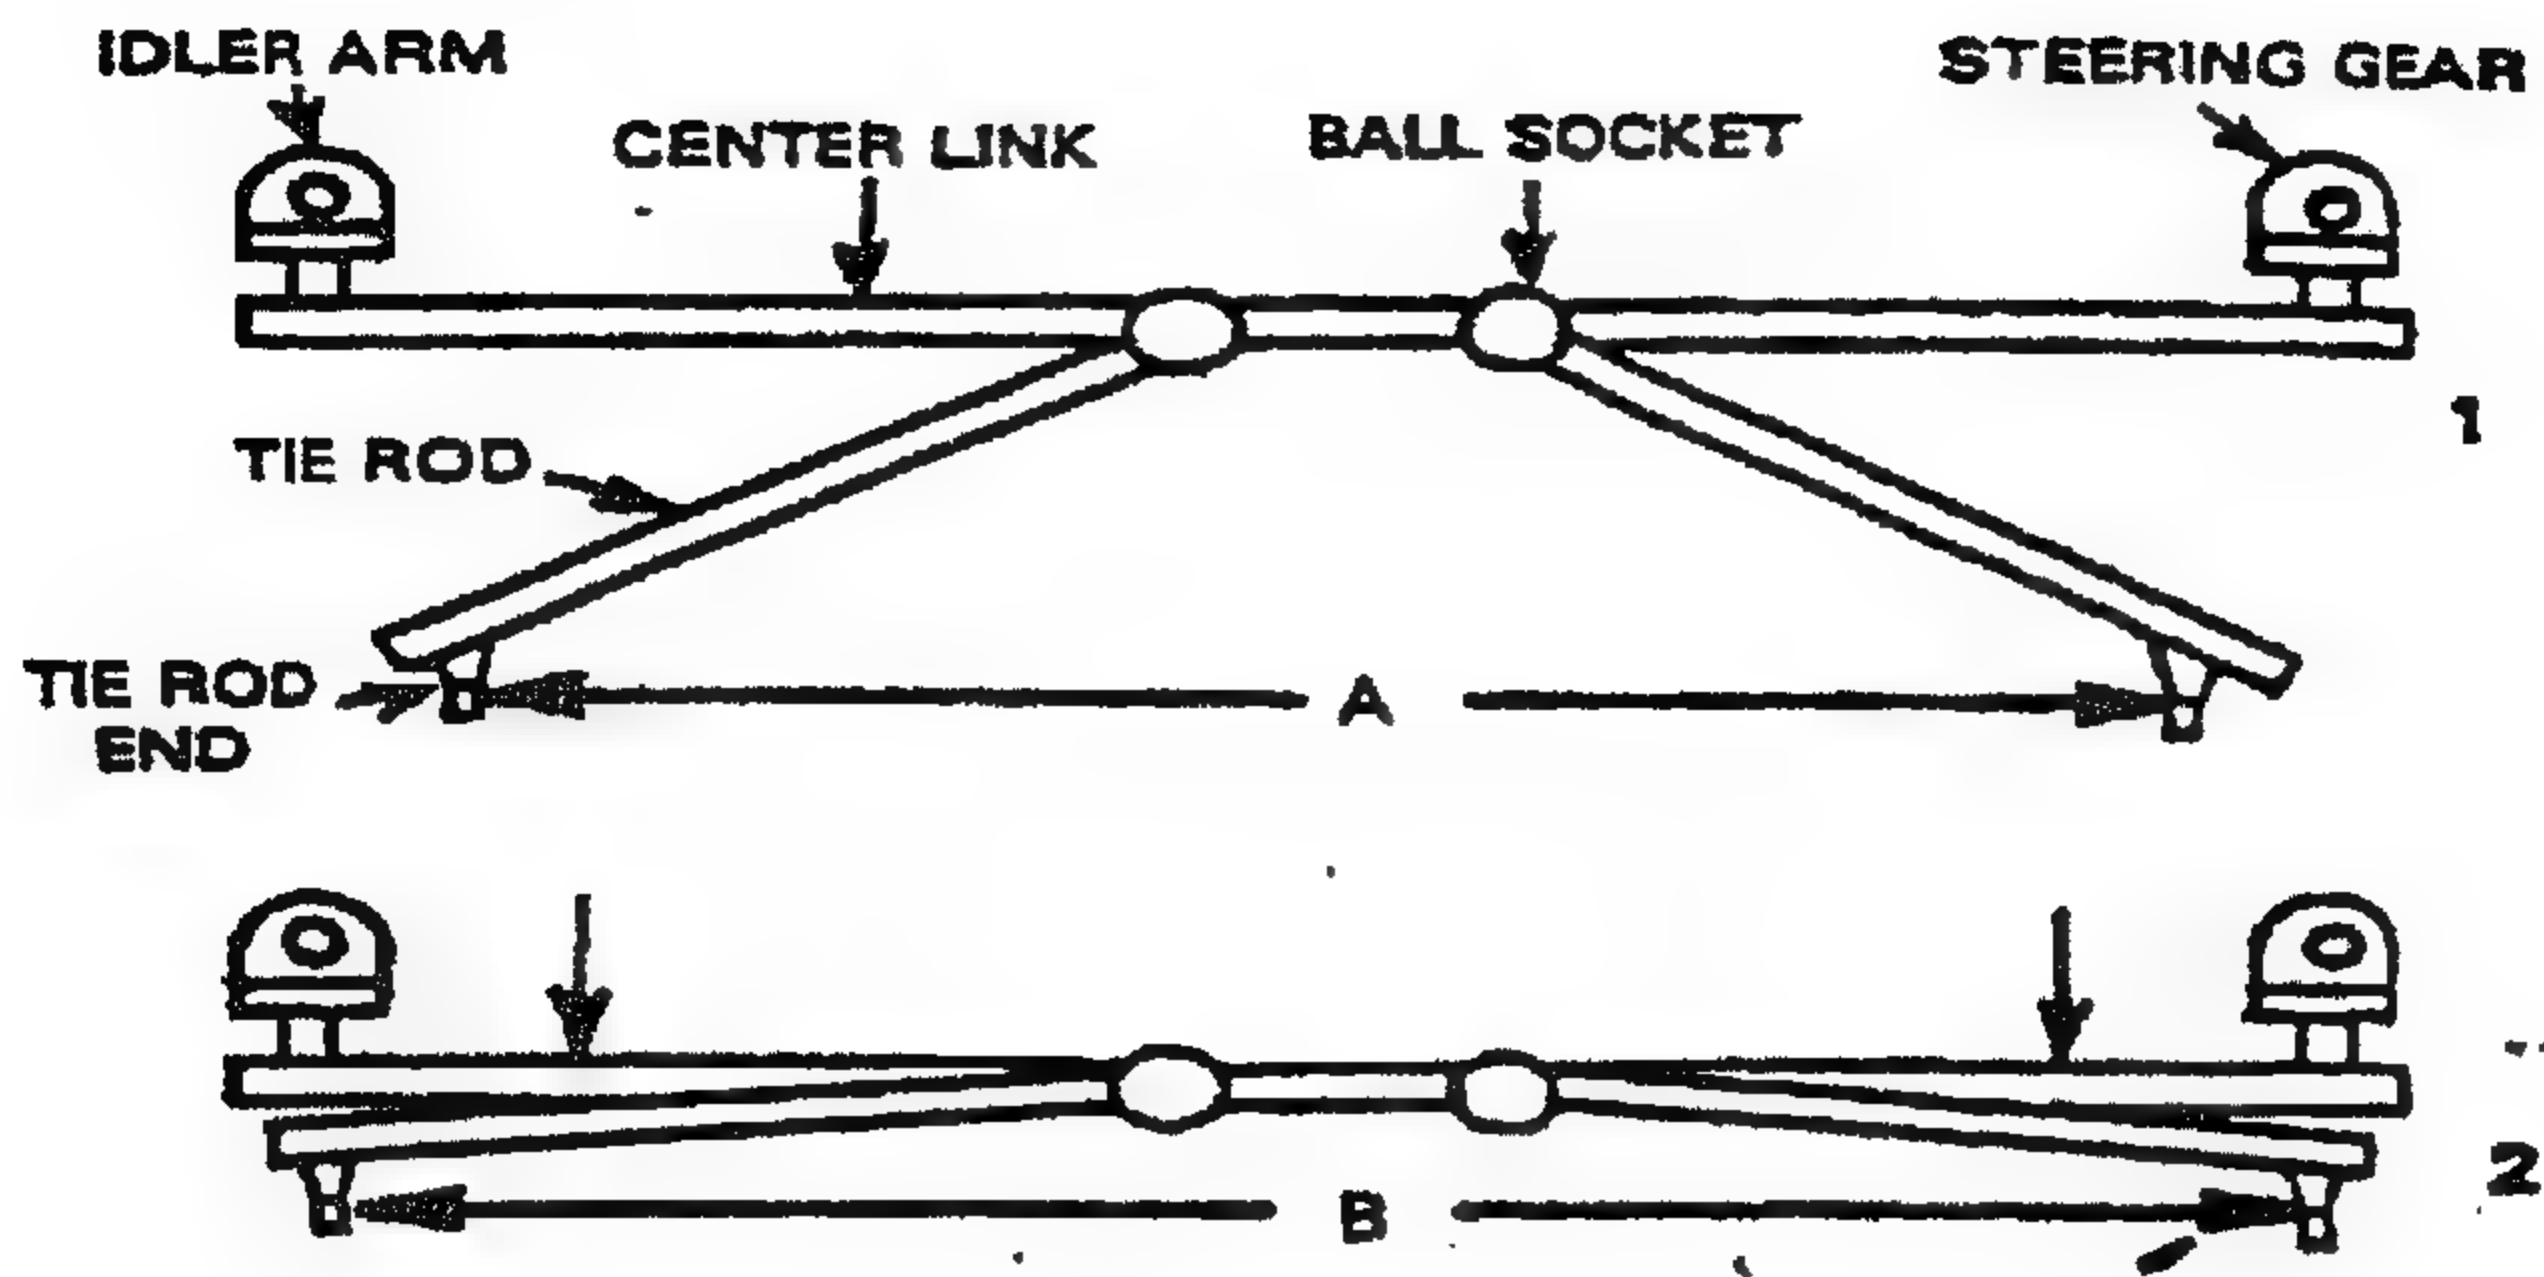 IDLER ARM
STEERING GEAR
CENTER LINK
BALL SOCKET
1
TIE ROD
TIE ROD
END
A
2
B